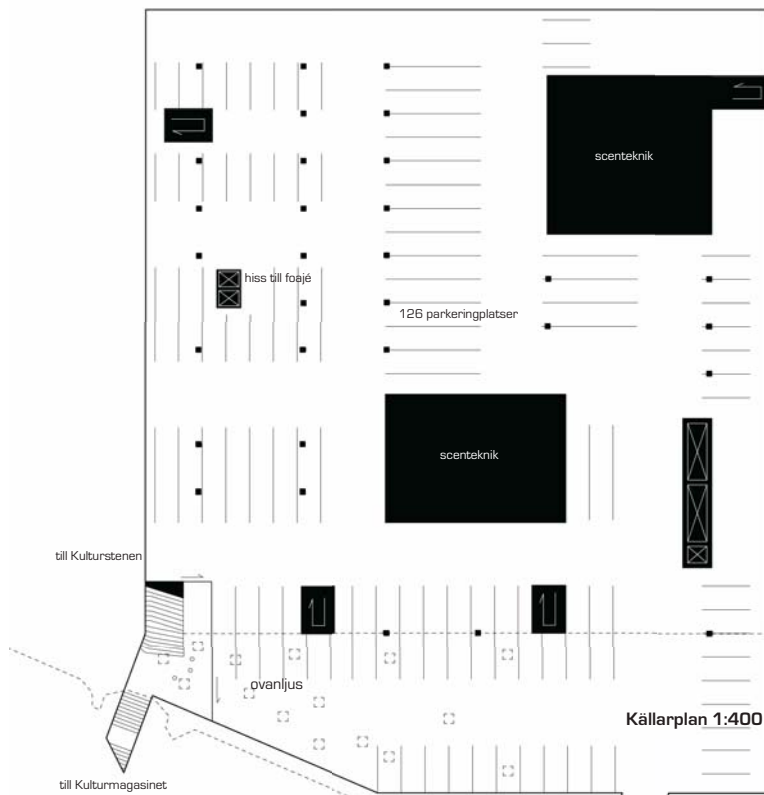 scenteknik
hiss till foajé
126 parkeringplatser
scenteknik
till Kulturstenen
ovanljus
Källarplan 1:400
till Kulturmagasinet